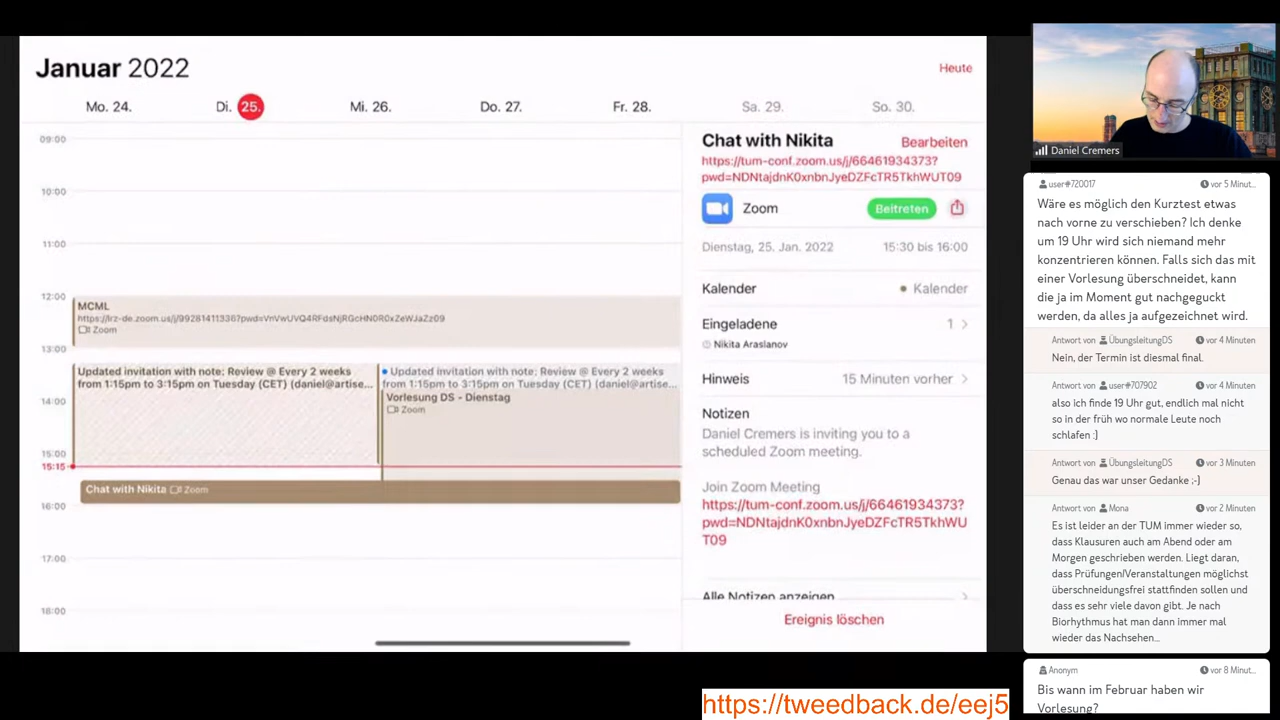 Januar 2022
Heute
Mo. 24.
Di. 25.
Mi. 26.
Do. 27.
Fr. 28.
Sa. 29.
So. 30.
09:00
10:00
11:00
12:00
13:00
14:00
15:00
15:15
16:00
17:00
18:00
MCML
Zoom
Updated invitation with note: Review @ Every 2 weeks
from 1:15pm to 3:15pm on Tuesday (CET) (daniel@artise...
Updated invitation with note: Review @ Every 2 weeks
from 1:15pm to 3:15pm on Tuesday (CET) (daniel@artise...
Vorlesung DS - Dienstag
Zoom
Chat with Nikita Zoom
Chat with Nikita
Bearbeiten
https://tum-conf.zoom.us/j/66461934373?
pwd=NDNtajdnK0xnbnJyeDZFcTR5TkhWUT09
Zoom
Beitreten
Dienstag, 25. Jan. 2022
15:30 bis 16:00
Kalender
Kalender
Eingeladene
1
Nikita Araslanov
Hinweis
15 Minuten vorher
Notizen
Daniel Cremers is inviting you to a
scheduled Zoom meeting.
Join Zoom Meeting
https://tum-conf.zoom.us/j/66461934373?
pwd=NDNtajdnK0xnbnJyeDZFcTR5TkhWU
T09
Alle Notizen anzeigen
Ereignis löschen
Daniel Cremers
user#720017
vor 5 Minut...
Wäre es möglich den Kurztest etwas
nach vorne zu verschieben? Ich denke
um 19 Uhr wird sich niemand mehr
konzentrieren können. Falls sich das mit
einer Vorlesung überschneidet, kann
die ja im Moment gut nachgeguckt
werden, da alles ja aufgezeichnet wird.
Antwort von ÜbungsleitungDS
vor 4 Minuten
Nein, der Termin ist diesmal final.
Antwort von user#707902
vor 4 Minuten
also ich finde 19 Uhr gut, endlich mal nicht
so in der früh wo normale Leute noch
schlafen :)
Antwort von ÜbungsleitungDS
vor 3 Minuten
Genau das war unser Gedanke ;-)
Antwort von Mona
vor 2 Minuten
Es ist leider an der TUM immer wieder so,
dass Klausuren auch am Abend oder am
Morgen geschrieben werden. Liegt daran,
dass Prüfungen/Veranstaltungen möglichst
überschneidungsfrei stattfinden sollen und
dass es sehr viele davon gibt. Je nach
Biorhythmus hat man dann immer mal
wieder das Nachsehen...
Anonym
vor 8 Minut...
Bis wann im Februar haben wir
Vorlesung?
https://tweedback.de/eej5